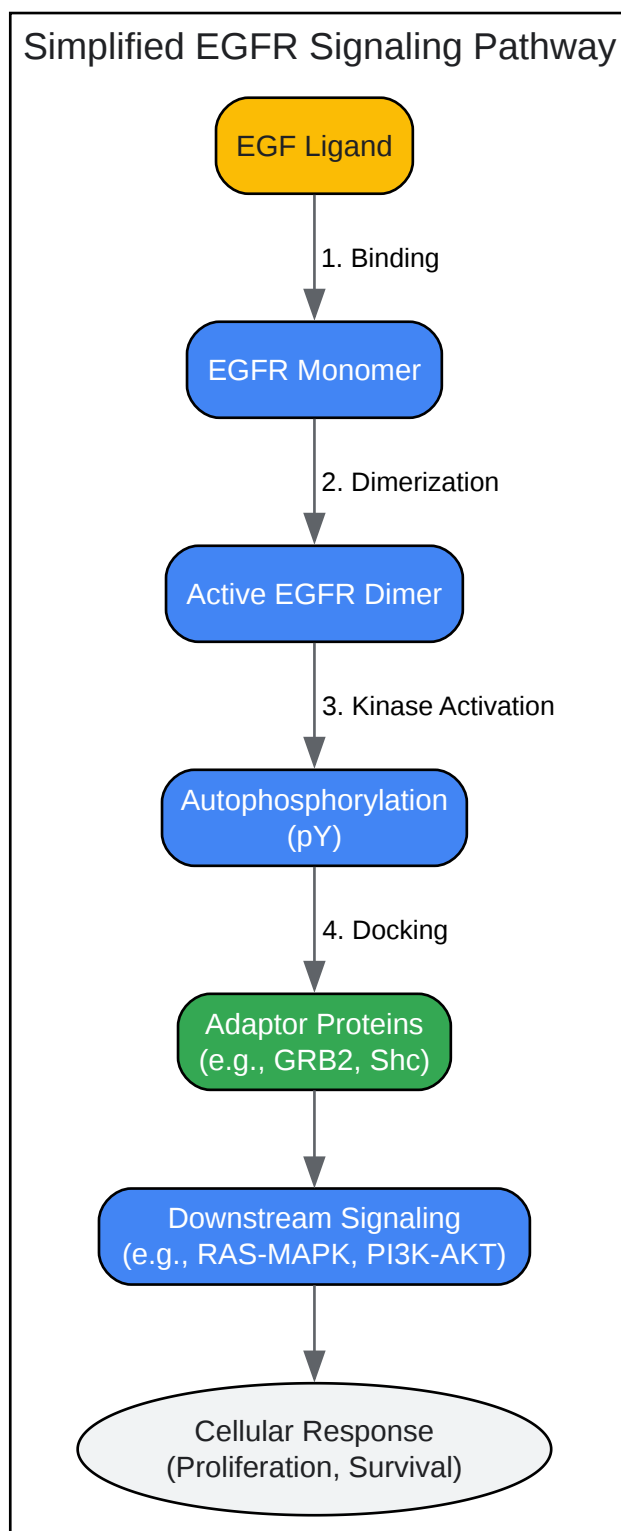 Simplified EGFR Signaling Pathway
EGF Ligand
1. Binding
EGFR Monomer
2. Dimerization
Active EGFR Dimer
3. Kinase Activation
Autophosphorylation
(pY)
4. Docking
Adaptor Proteins
(e.g., GRB2, Shc)
Downstream Signaling
(e.g., RAS-MAPK, PI3K-AKT)
Cellular Response
(Proliferation, Survival)